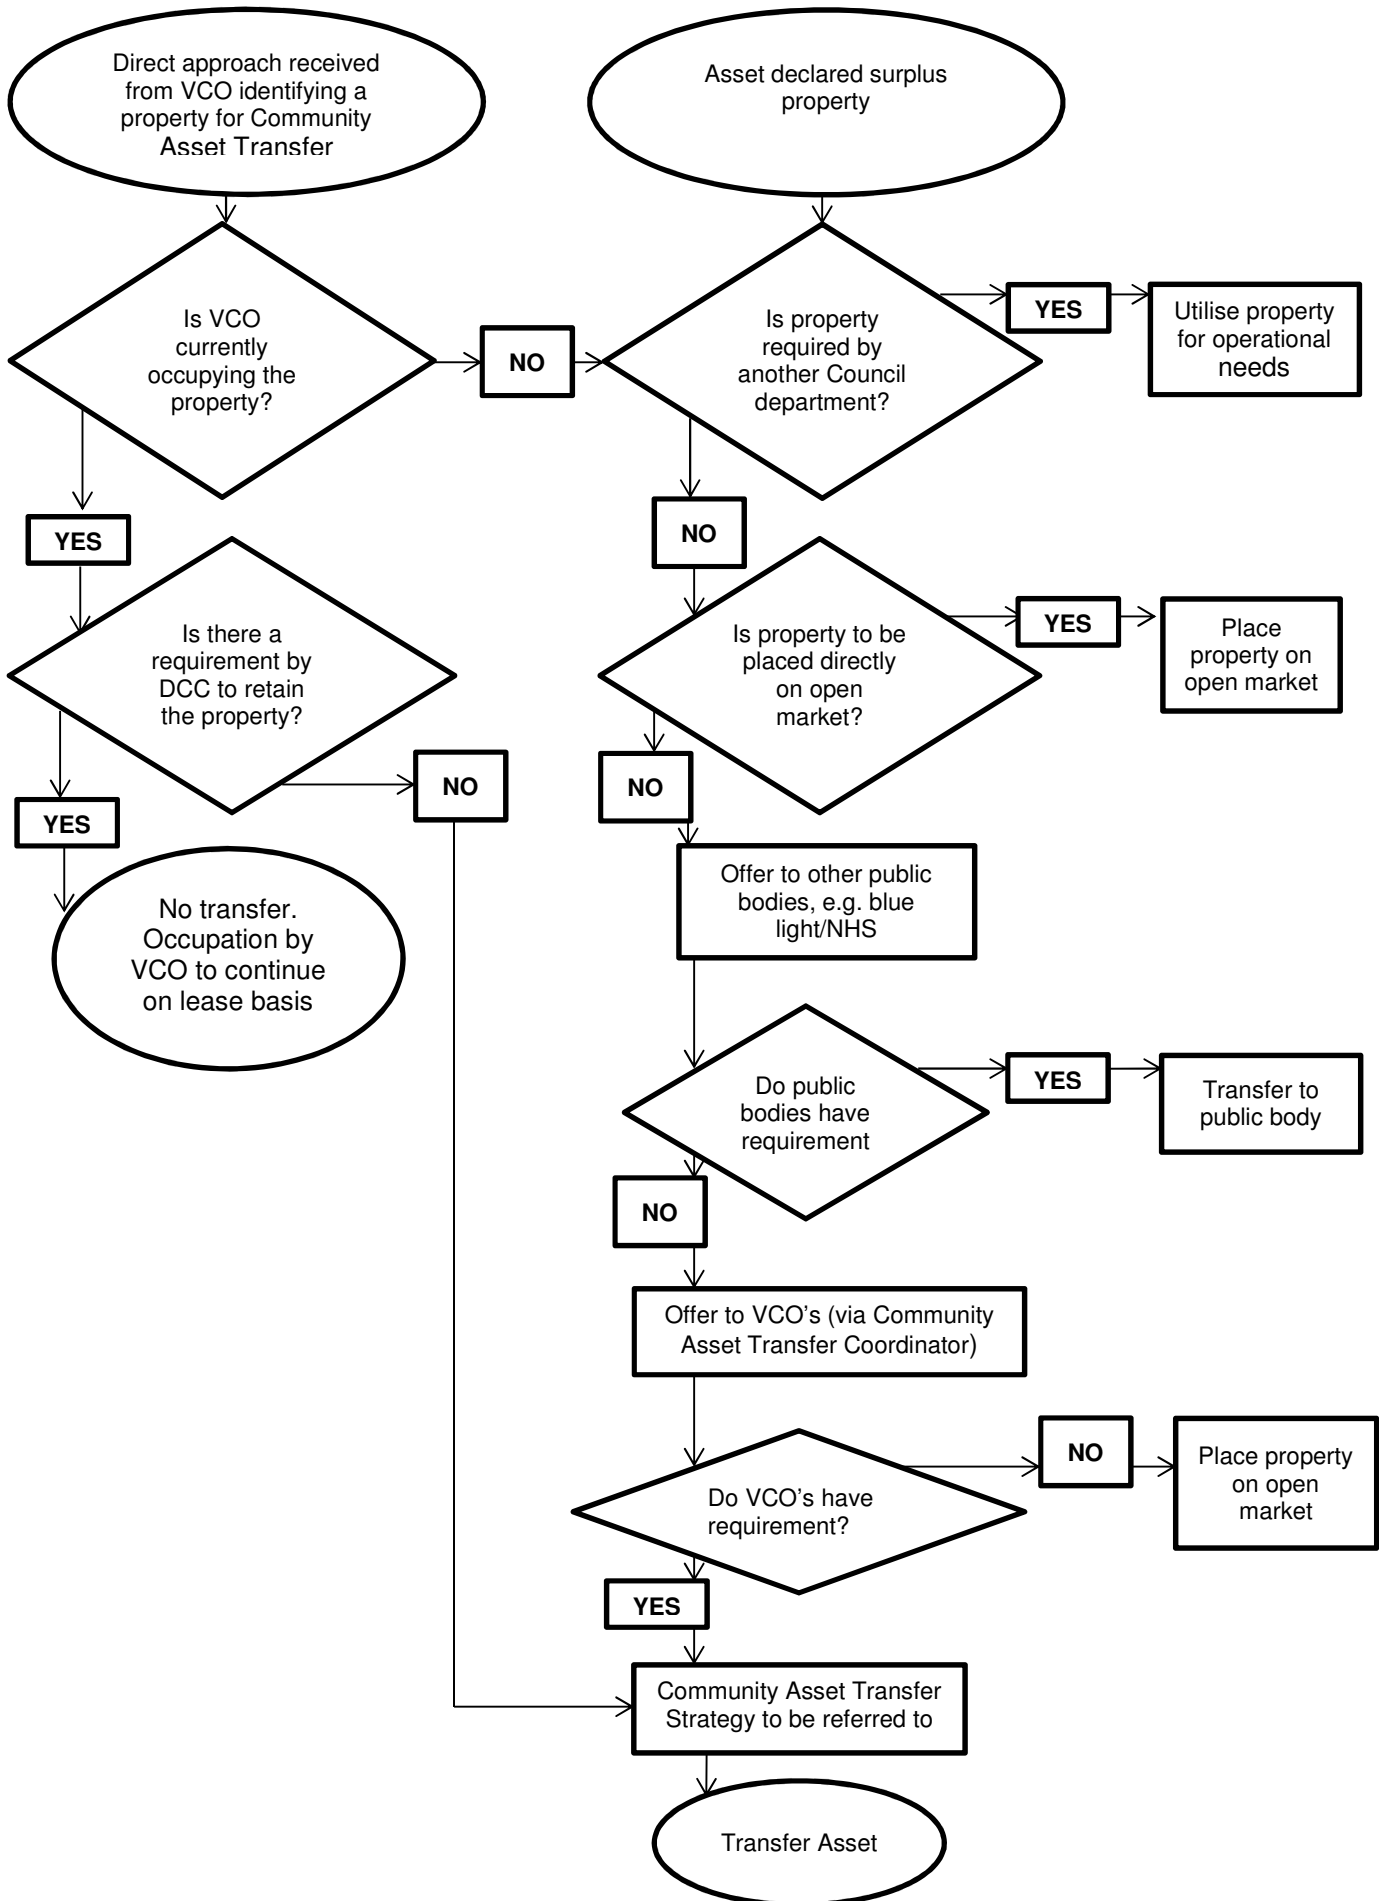 Direct approach received
from VCO identifying a
property for Community
Asset Transfer
Asset declared surplus
property
Is VCO
currently
occupying the
property?
NO
Is property
required by
another Council
department?
YES
Utilise property
for operational
needs
YES
NO
Is there a
requirement by
DCC to retain
the property?
Is property to be
placed directly
on open
market?
YES
Place
property on
open market
NO
NO
YES
No transfer.
Occupation by
VCO to continue
on lease basis
Offer to other public
bodies, e.g. blue
light/NHS
Do public
bodies have
requirement
YES
Transfer to
public body
NO
Offer to VCO's (via Community
Asset Transfer Coordinator)
Do VCO's have
requirement?
NO
Place property
on open
market
YES
Community Asset Transfer
Strategy to be referred to
Transfer Asset